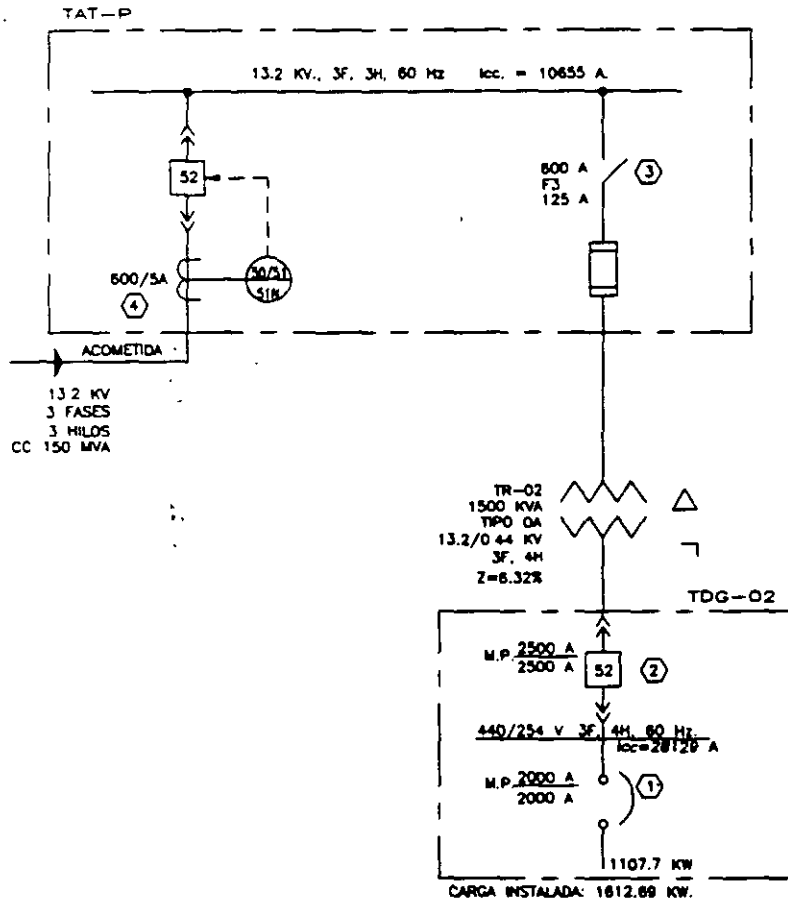 TAT-P
13.2 KV., 3F, 3H, 60 Hz Icc. = 10655 A.
52
600 A
F3
125 A
3
600/5A
50/51
51N
4
ACOMETIDA
13.2 KV
3 FASES
3 HILOS
CC 150 MVA
TR-02
1500 KVA
TIPO OA
13.2/0.44 KV
3F, 4H
Z=6.32%
TDG-02
M.P. 2500 A
2500 A
52
2
440/254 V 3F, 4H, 60 Hz.
Icc=28129 A
M.P. 2000 A
2000 A
1
1107.7 KW
CARGA INSTALADA: 1612.69 KW.